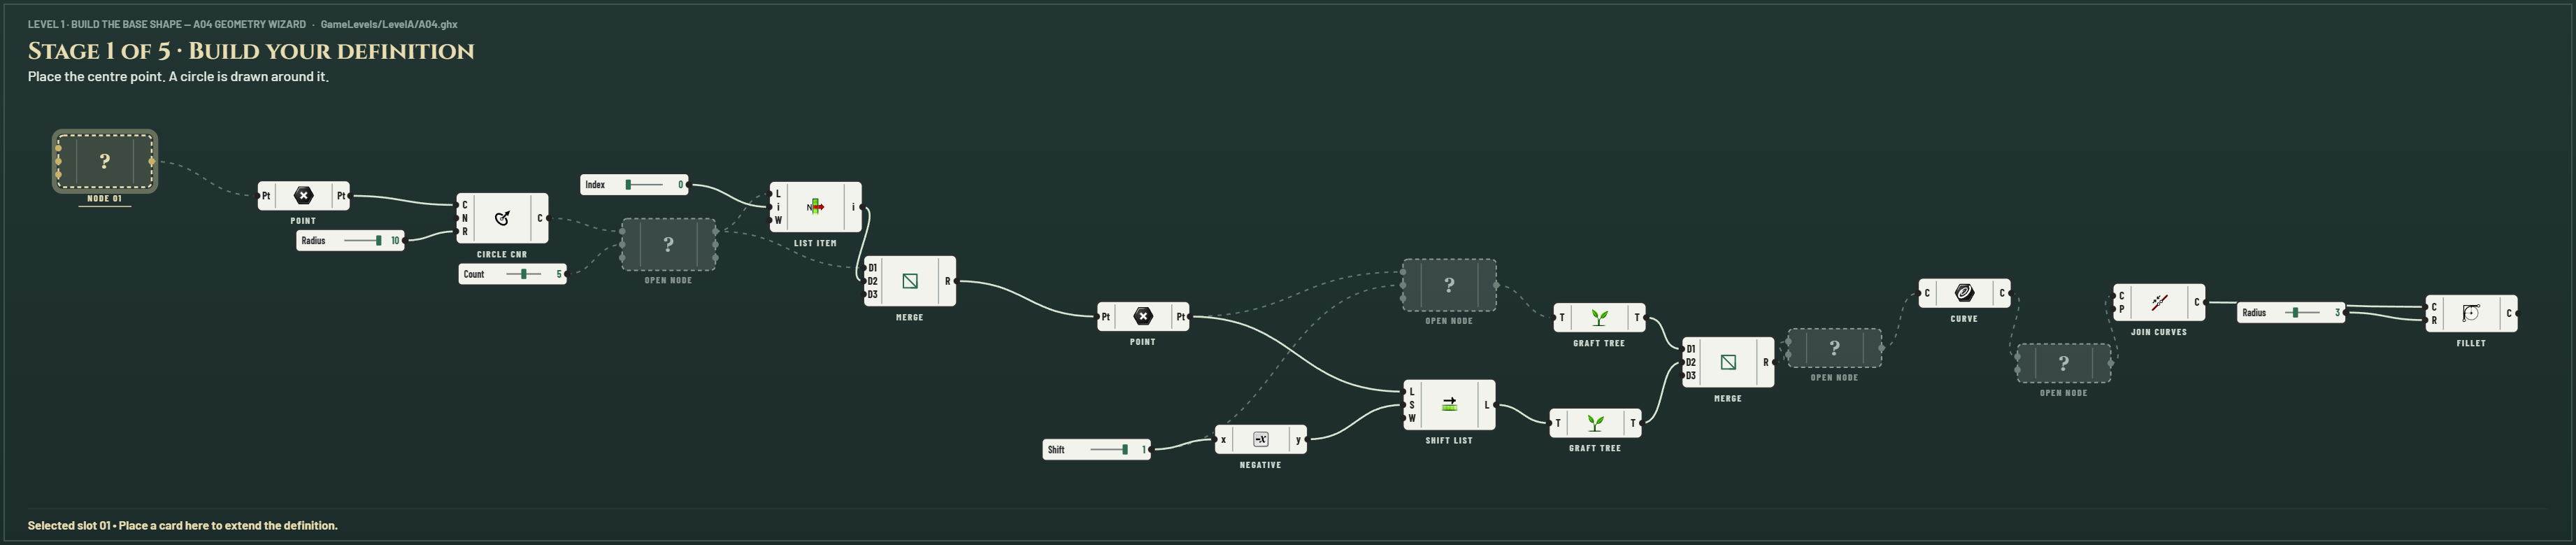 LEVEL 1 · BUILD THE BASE SHAPE — A04 GEOMETRY WIZARD · GameLevels/LevelA/A04.ghx
STAGE 1 OF 5 · BUILD YOUR DEFINITION
Place the centre point. A circle is drawn around it.
?
NODE 01
Pt Pt
POINT
Radius 10
C N R C
CIRCLE CNR
Count 5
Index 0
?
OPEN NODE
L i W N i
LIST ITEM
D1 D2 D3 R
MERGE
Pt Pt
POINT
Shift 1
x -x y
NEGATIVE
?
OPEN NODE
L S W L
SHIFT LIST
T T
GRAFT TREE
T T
GRAFT TREE
D1 D2 D3 R
MERGE
?
OPEN NODE
C C
CURVE
?
OPEN NODE
C P C
JOIN CURVES
Radius 3
C R C
FILLET
Selected slot 01 • Place a card here to extend the definition.